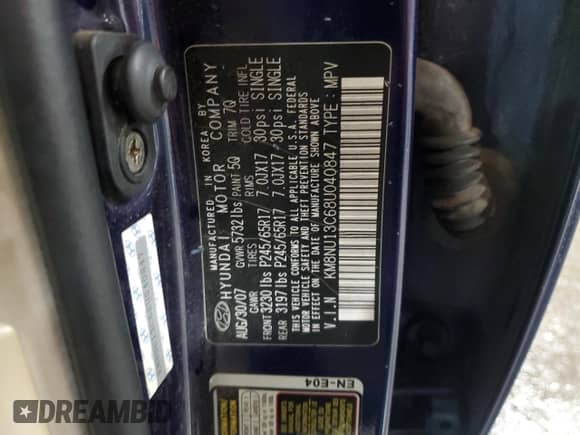 MANUFACTURED IN KOREA BY
HYUNDAI MOTOR COMPANY
AUG/30/07 GVWR 5732lbs PAINT 5Q TRIM 7Q
GAWR TIRES RIMS COLD TIRE INFL
FRONT 3230lbs P245/65R17 7.0JX17 30psi SINGLE
REAR 3197lbs P245/65R17 7.0JX17 30psi SINGLE
THIS VEHICLE CONFORMS TO ALL APPLICABLE U.S.A. FEDERAL
MOTOR VEHICLE SAFETY AND THEFT PREVENTION STANDARDS
IN EFFECT ON THE DATE OF MANUFACTURE SHOWN ABOVE
V.I.N KM8NU13C68U040847 TYPE : MPV
EN-E04
INFORMATION
DREAMBID